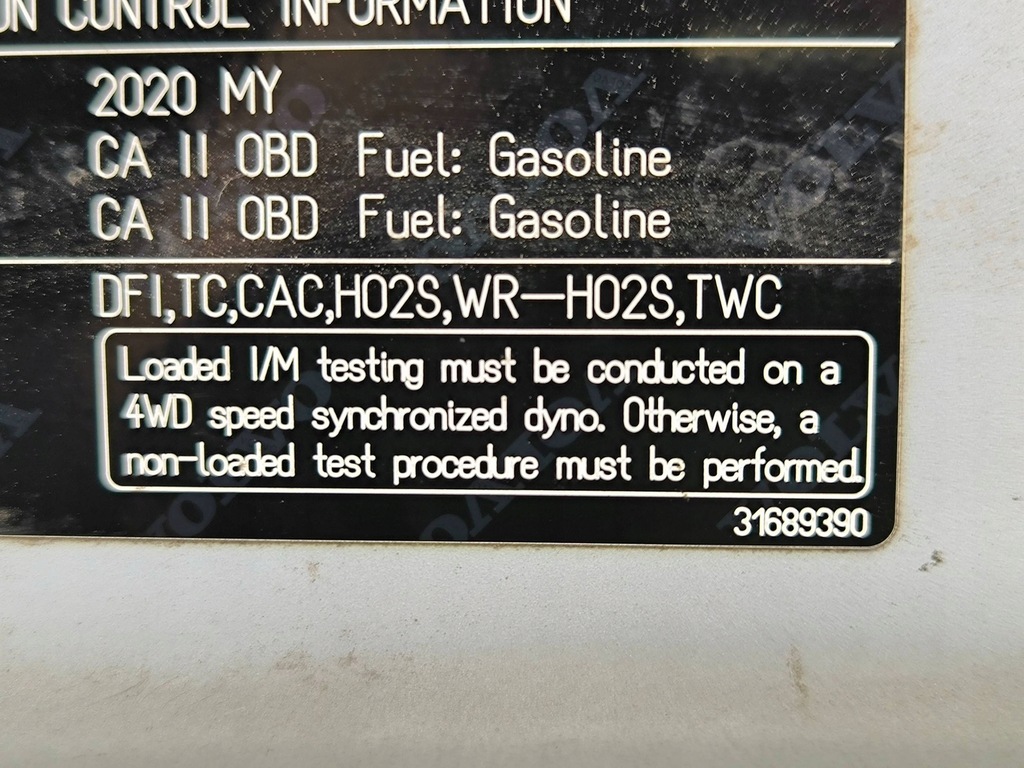 ON CONTROL INFORMATION
2020 MY
CA II OBD Fuel: Gasoline
CA II OBD Fuel: Gasoline
DFI,TC,CAC,HO2S,WR-HO2S,TWC
Loaded I/M testing must be conducted on a
4WD speed synchronized dyno. Otherwise, a
non-loaded test procedure must be performed.
31689390
VOLVO